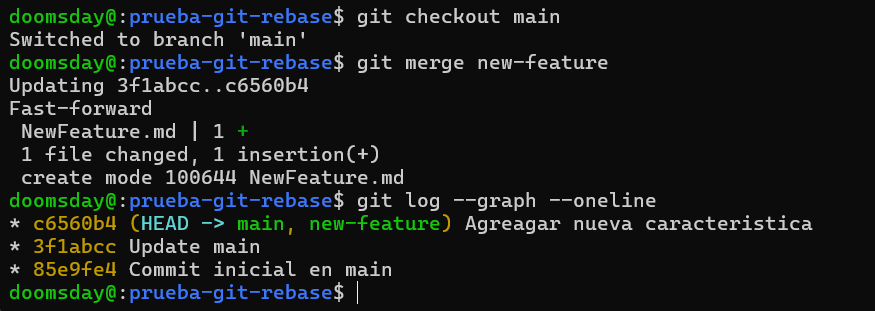 doomsday@:prueba-git-rebase$ git checkout main
Switched to branch 'main'
doomsday@:prueba-git-rebase$ git merge new-feature
Updating 3f1abcc..c6560b4
Fast-forward
 NewFeature.md | 1 +
 1 file changed, 1 insertion(+)
 create mode 100644 NewFeature.md
doomsday@:prueba-git-rebase$ git log --graph --oneline
* c6560b4 (HEAD -> main, new-feature) Agreagar nueva caracteristica
* 3f1abcc Update main
* 85e9fe4 Commit inicial en main
doomsday@:prueba-git-rebase$